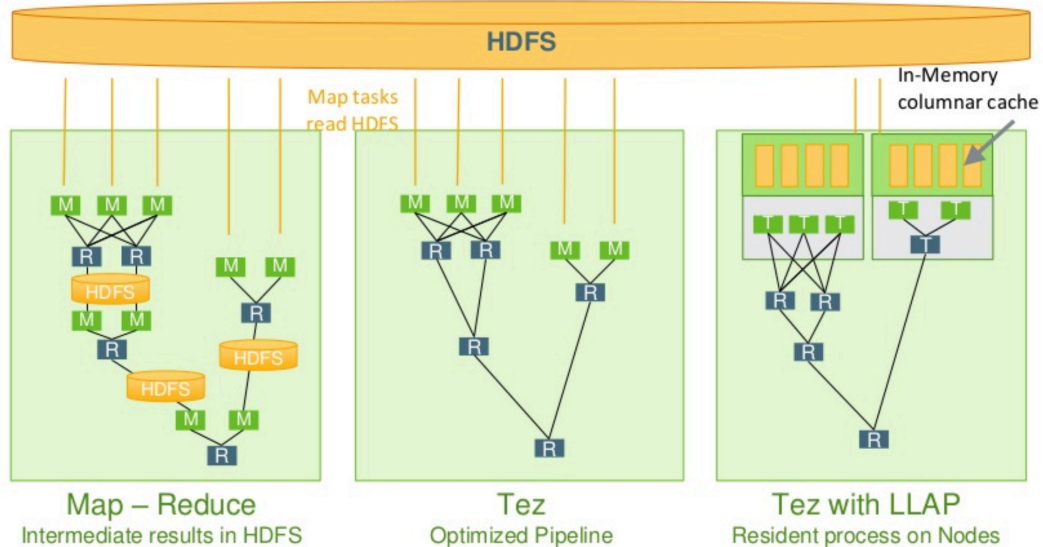 HDFS
In-Memory
columnar cache
Map tasks
read HDFS
M M M
R R
HDFS
M M
R
HDFS
M M
R
HDFS
M M
R
M M M
R R
M M
R
R
R
T T T
T T
T
R R
R
R
Map – Reduce
Intermediate results in HDFS
Tez
Optimized Pipeline
Tez with LLAP
Resident process on Nodes